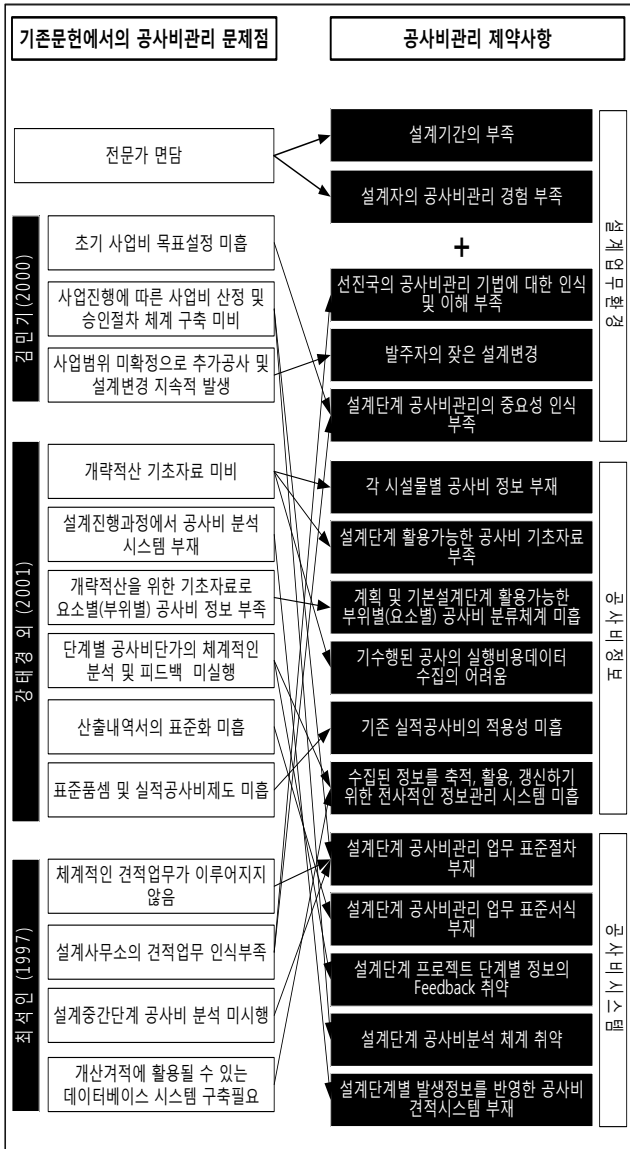 기존문헌에서의 공사비관리 문제점
공사비관리 제약사항
전문가 면담
김민기(2000)
초기 사업비 목표설정 미흡
사업진행에 따른 사업비 산정 및
승인절차 체계 구축 미비
사업범위 미확정으로 추가공사 및
설계변경 지속적 발생
강태경 외 (2001)
개략적산 기초자료 미비
설계진행과정에서 공사비 분석
시스템 부재
개략적산을 위한 기초자료로
요소별(부위별) 공사비 정보 부족
단계별 공사비단가의 체계적인
분석 및 피드백 미실행
산출내역서의 표준화 미흡
표준품셈 및 실적공사비제도 미흡
최석인 (1997)
체계적인 견적업무가 이루어지지
않음
설계사무소의 견적업무 인식부족
설계중간단계 공사비 분석 미시행
개산겨적에 활용될 수 있는
데이터베이스 시스템 구축필요
설계기간의 부족
설계자의 공사비관리 경험 부족
+
선진국의 공사비관리 기법에 대한 인식
및 이해 부족
발주자의 잦은 설계변경
설계단계 공사비관리의 중요성 인식
부족
설계업무환경
각 시설물별 공사비 정보 부재
설계단계 활용가능한 공사비 기초자료
부족
계획 및 기본설계단계 활용가능한
부위별(요소별) 공사비 분류체계 미흡
기수행된 공사의 실행비용데이터
수집의 어려움
기존 실적공사비의 적용성 미흡
수집된 정보를 축적, 활용, 갱신하기
위한 전사적인 정보관리 시스템 미흡
공사비정보
설계단계 공사비관리 업무 표준절차
부재
설계단계 공사비관리 업무 표준서식
부재
설계단계 프로젝트 단계별 정보의
Feedback 취약
설계단계 공사비분석 체계 취약
설계단계별 발생정보를 반영한 공사비
견적시스템 부재
공사비시스템